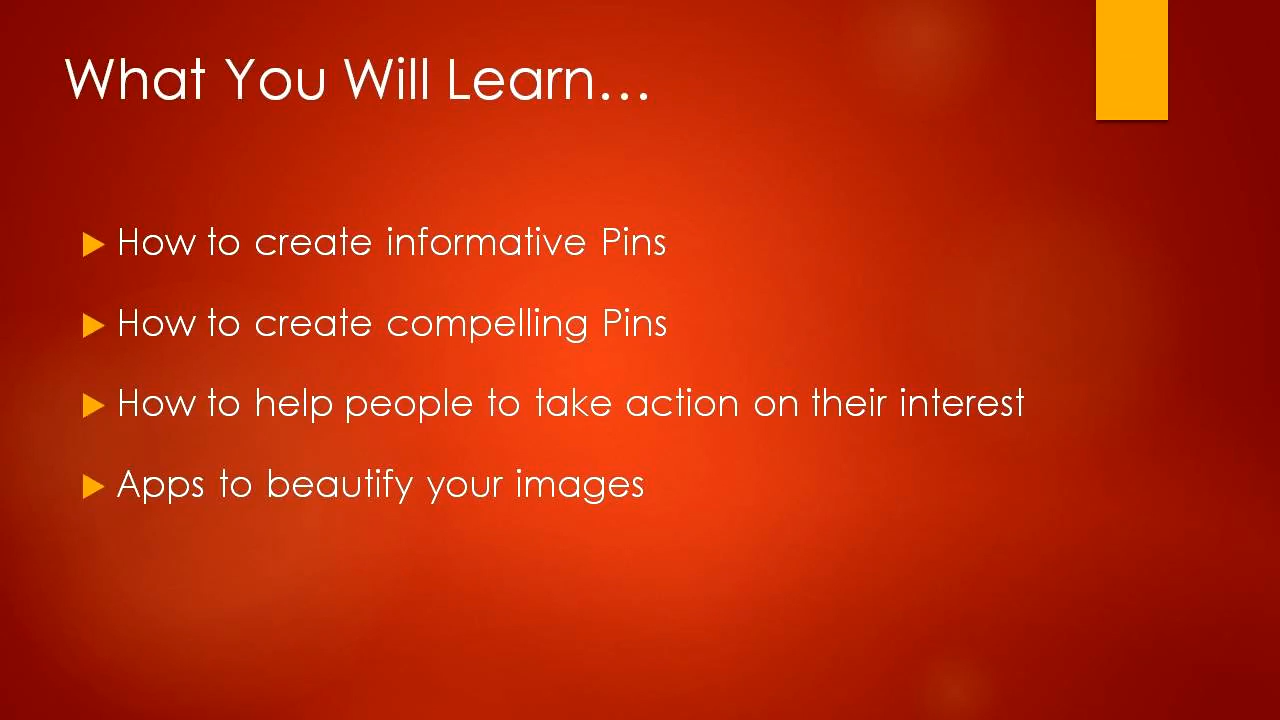 What You Will Learn…
How to create informative Pins
How to create compelling Pins
How to help people to take action on their interest
Apps to beautify your images